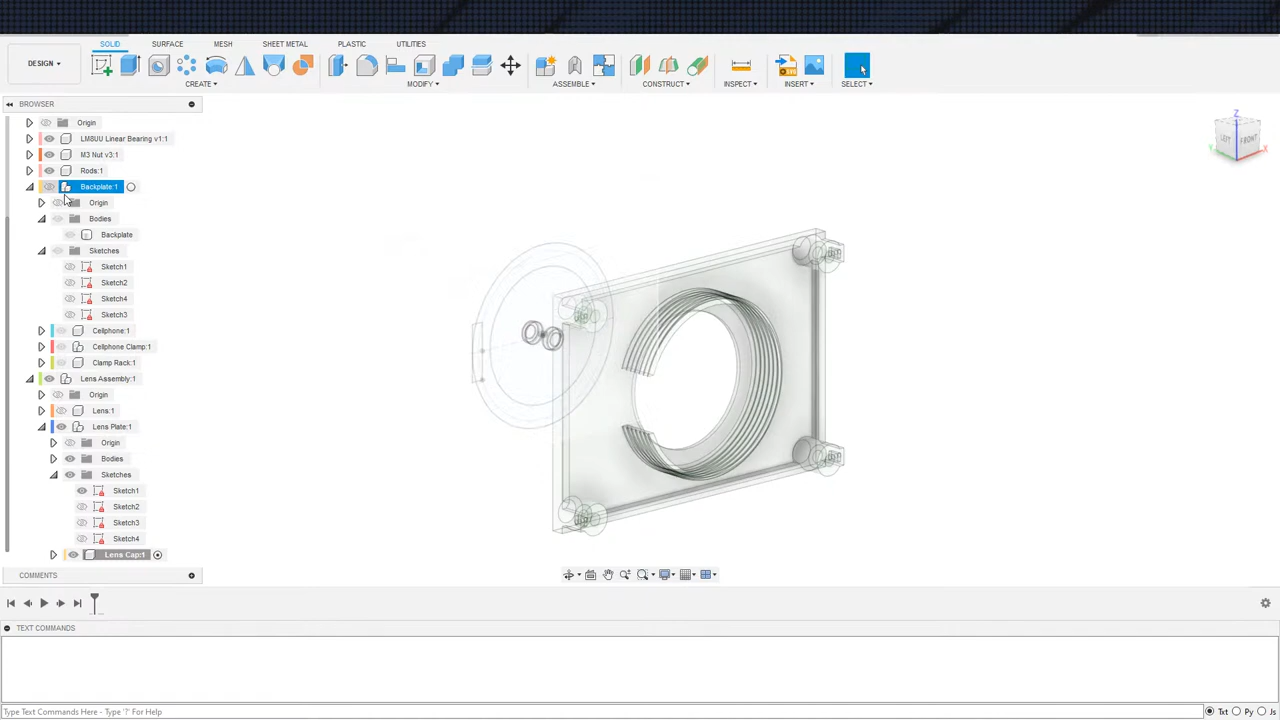 SOLID SURFACE MESH SHEET METAL PLASTIC UTILITIES
DESIGN
CREATE MODIFY ASSEMBLE CONSTRUCT INSPECT INSERT SELECT
BROWSER
Origin
LM8UU Linear Bearing v1:1
M3 Nut v3:1
Rods:1
Backplate:1
Origin
Bodies
Backplate
Sketches
Sketch1
Sketch2
Sketch4
Sketch3
Cellphone:1
Cellphone Clamp:1
Clamp Rack:1
Lens Assembly:1
Origin
Lens:1
Lens Plate:1
Origin
Bodies
Sketches
Sketch1
Sketch2
Sketch3
Sketch4
Lens Cap:1
Z
LEFT FRONT
Y X
COMMENTS
TEXT COMMANDS
Type Text Commands Here - Type '?' For Help
Txt Py Js